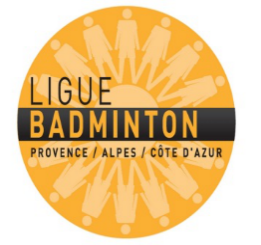 LIGUE
BADMINTON
PROVENCE / ALPES / CÔTE D'AZUR